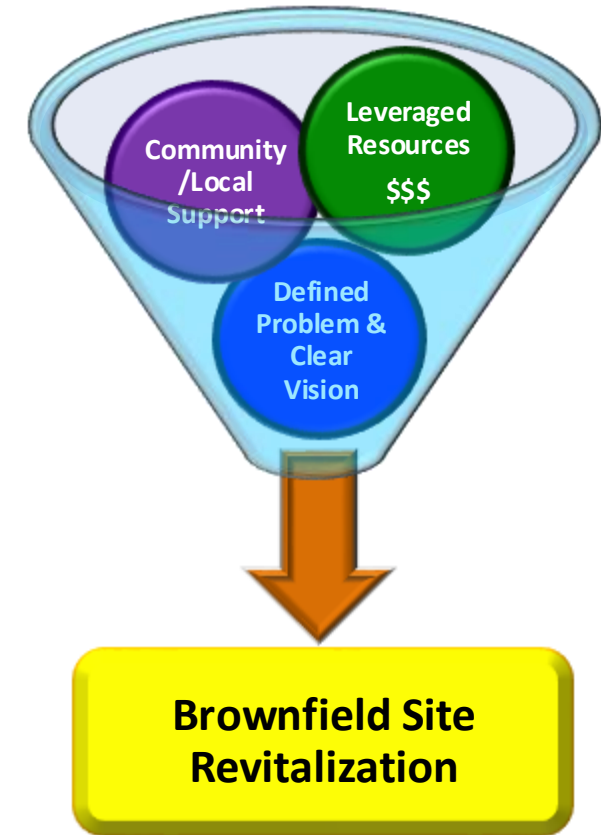 Community
/Local
Support
Leveraged
Resources
$$$
Defined
Problem &
Clear
Vision
Brownfield Site
Revitalization